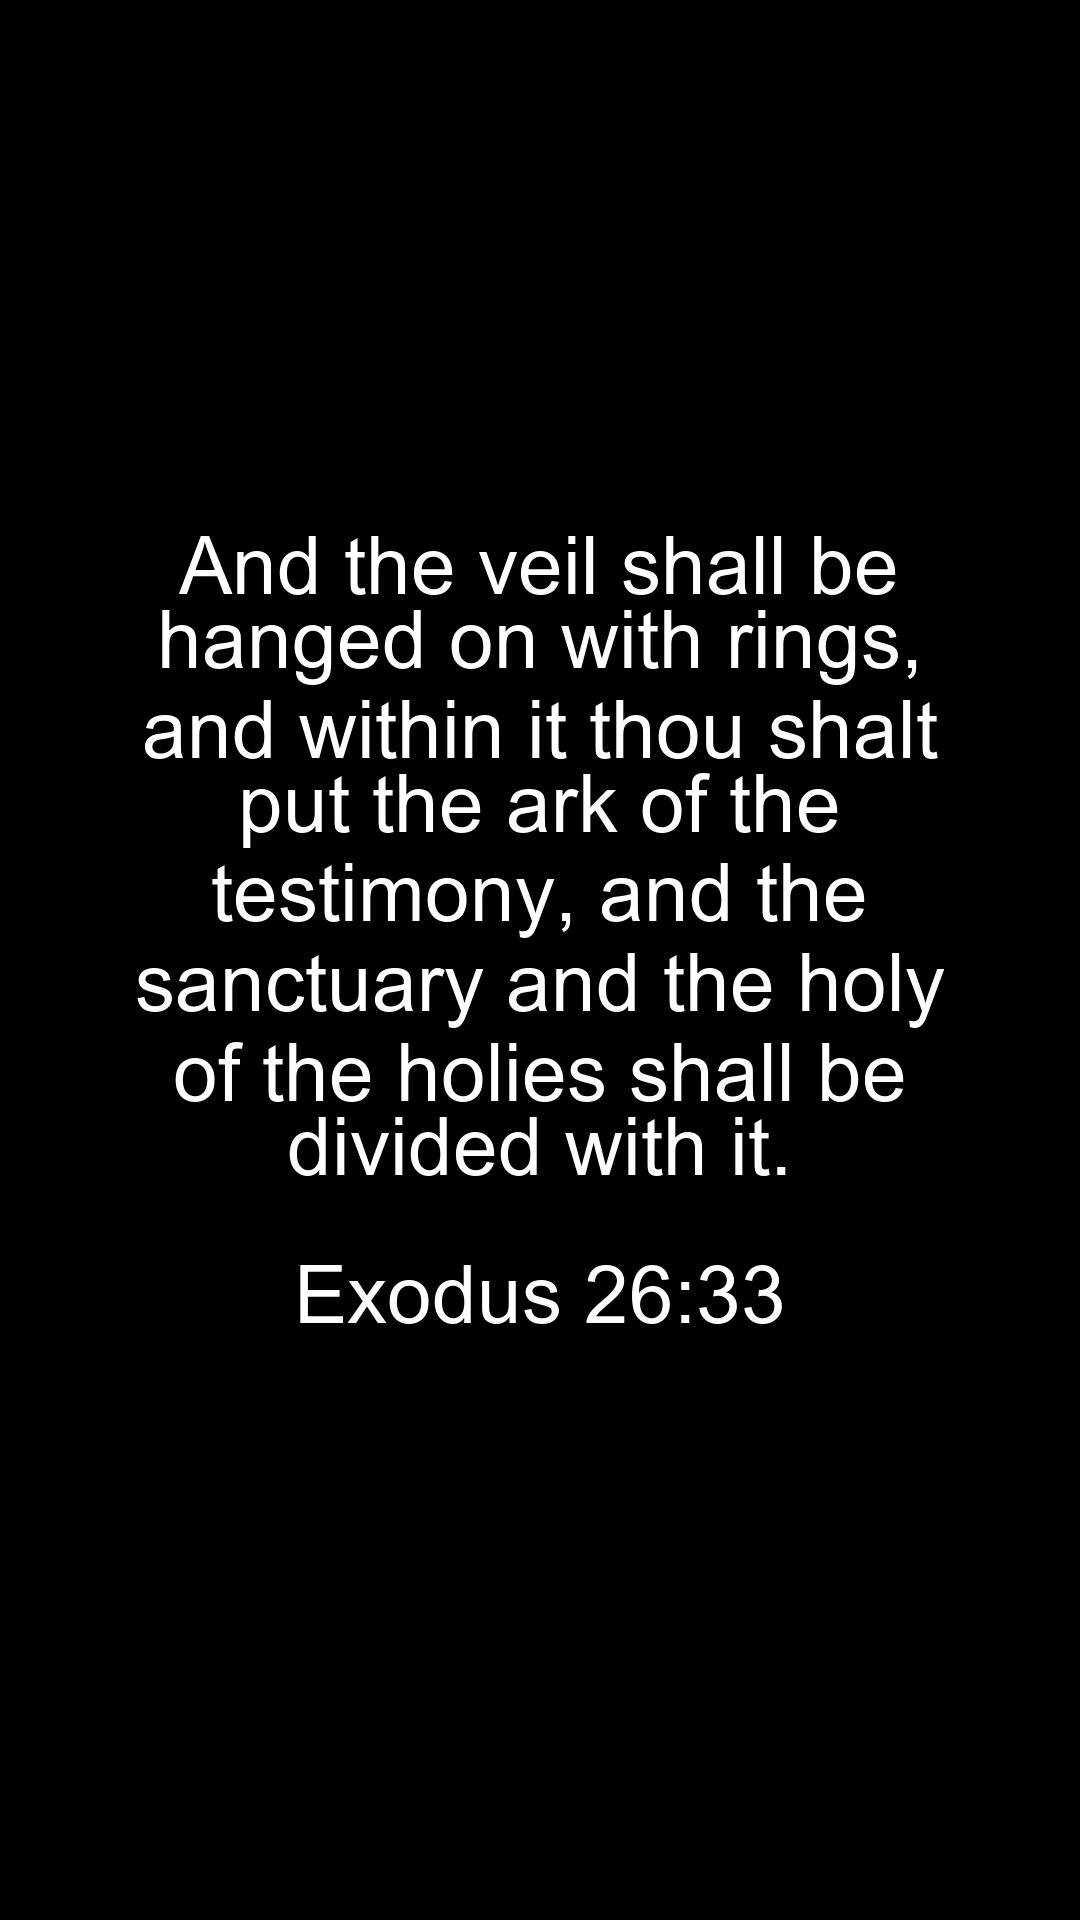 And the veil shall be
hanged on with rings,
and within it thou shalt
put the ark of the
testimony, and the
sanctuary and the holy
of the holies shall be
divided with it.
Exodus 26:33